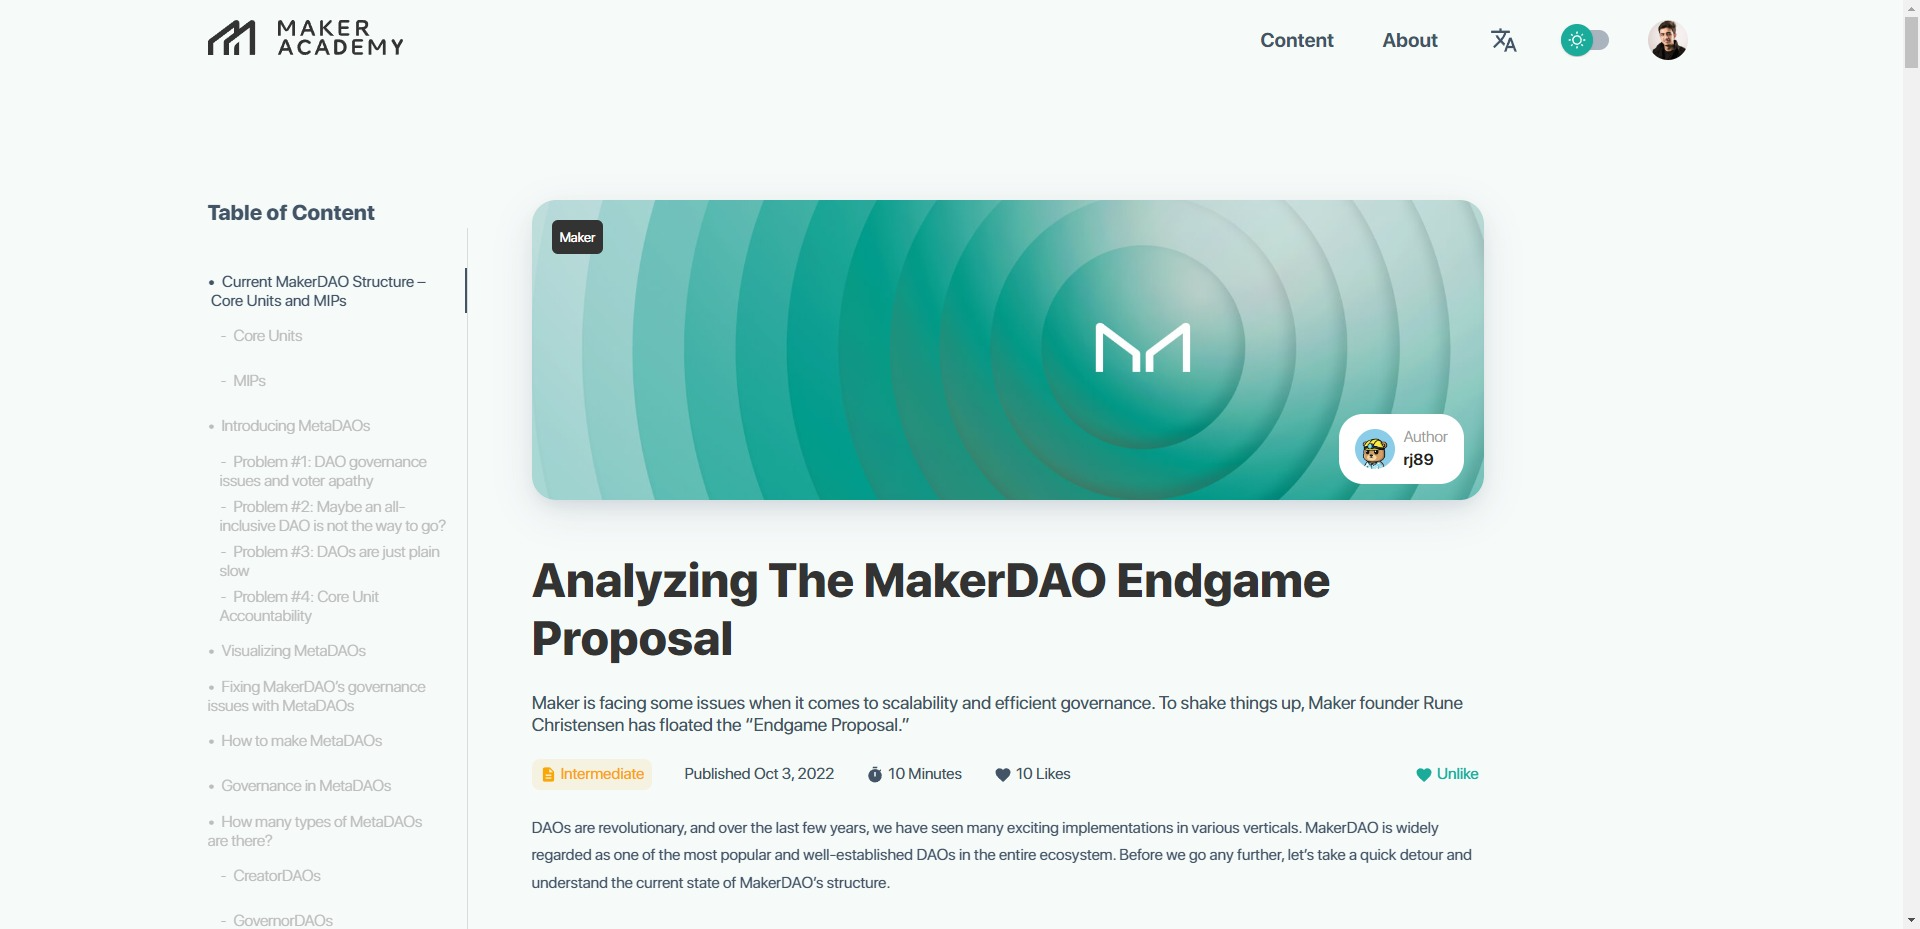 MAKER
ACADEMY
Content
About
Table of Content
• Current MakerDAO Structure –
Core Units and MIPs
- Core Units
- MIPs
• Introducing MetaDAOs
- Problem #1: DAO governance
issues and voter apathy
- Problem #2: Maybe an all-
inclusive DAO is not the way to go?
- Problem #3: DAOs are just plain
slow
- Problem #4: Core Unit
Accountability
• Visualizing MetaDAOs
• Fixing MakerDAO’s governance
issues with MetaDAOs
• How to make MetaDAOs
• Governance in MetaDAOs
• How many types of MetaDAOs
are there?
- CreatorDAOs
- GovernorDAOs
Maker
Author
rj89
Analyzing The MakerDAO Endgame
Proposal
Maker is facing some issues when it comes to scalability and efficient governance. To shake things up, Maker founder Rune
Christensen has floated the “Endgame Proposal.”
Intermediate
Published Oct 3, 2022
10 Minutes
10 Likes
Unlike
DAOs are revolutionary, and over the last few years, we have seen many exciting implementations in various verticals. MakerDAO is widely
regarded as one of the most popular and well-established DAOs in the entire ecosystem. Before we go any further, let’s take a quick detour and
understand the current state of MakerDAO’s structure.